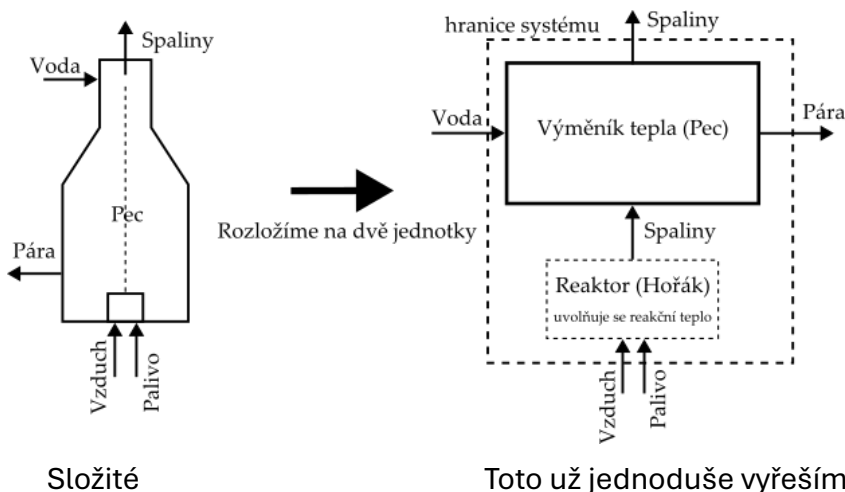 Spaliny
Voda
Pec
Pára
Vzduch
Palivo
Složité
Rozložíme na dvě jednotky
hranice systému
Spaliny
Voda
Výměník tepla (Pec)
Pára
Spaliny
Reaktor (Hořák)
uvolňuje se reakční teplo
Vzduch
Palivo
Toto už jednoduše vyřeším